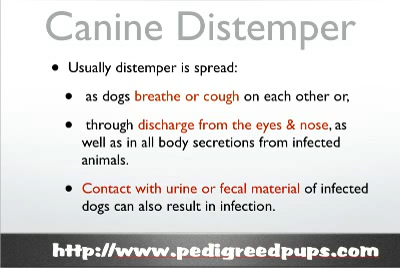 Canine Distemper
• Usually distemper is spread:
• as dogs breathe or cough on each other or,
• through discharge from the eyes & nose, as
well as in all body secretions from infected
animals.
• Contact with urine or fecal material of infected
dogs can also result in infection.
http://www.pedigreedpups.com